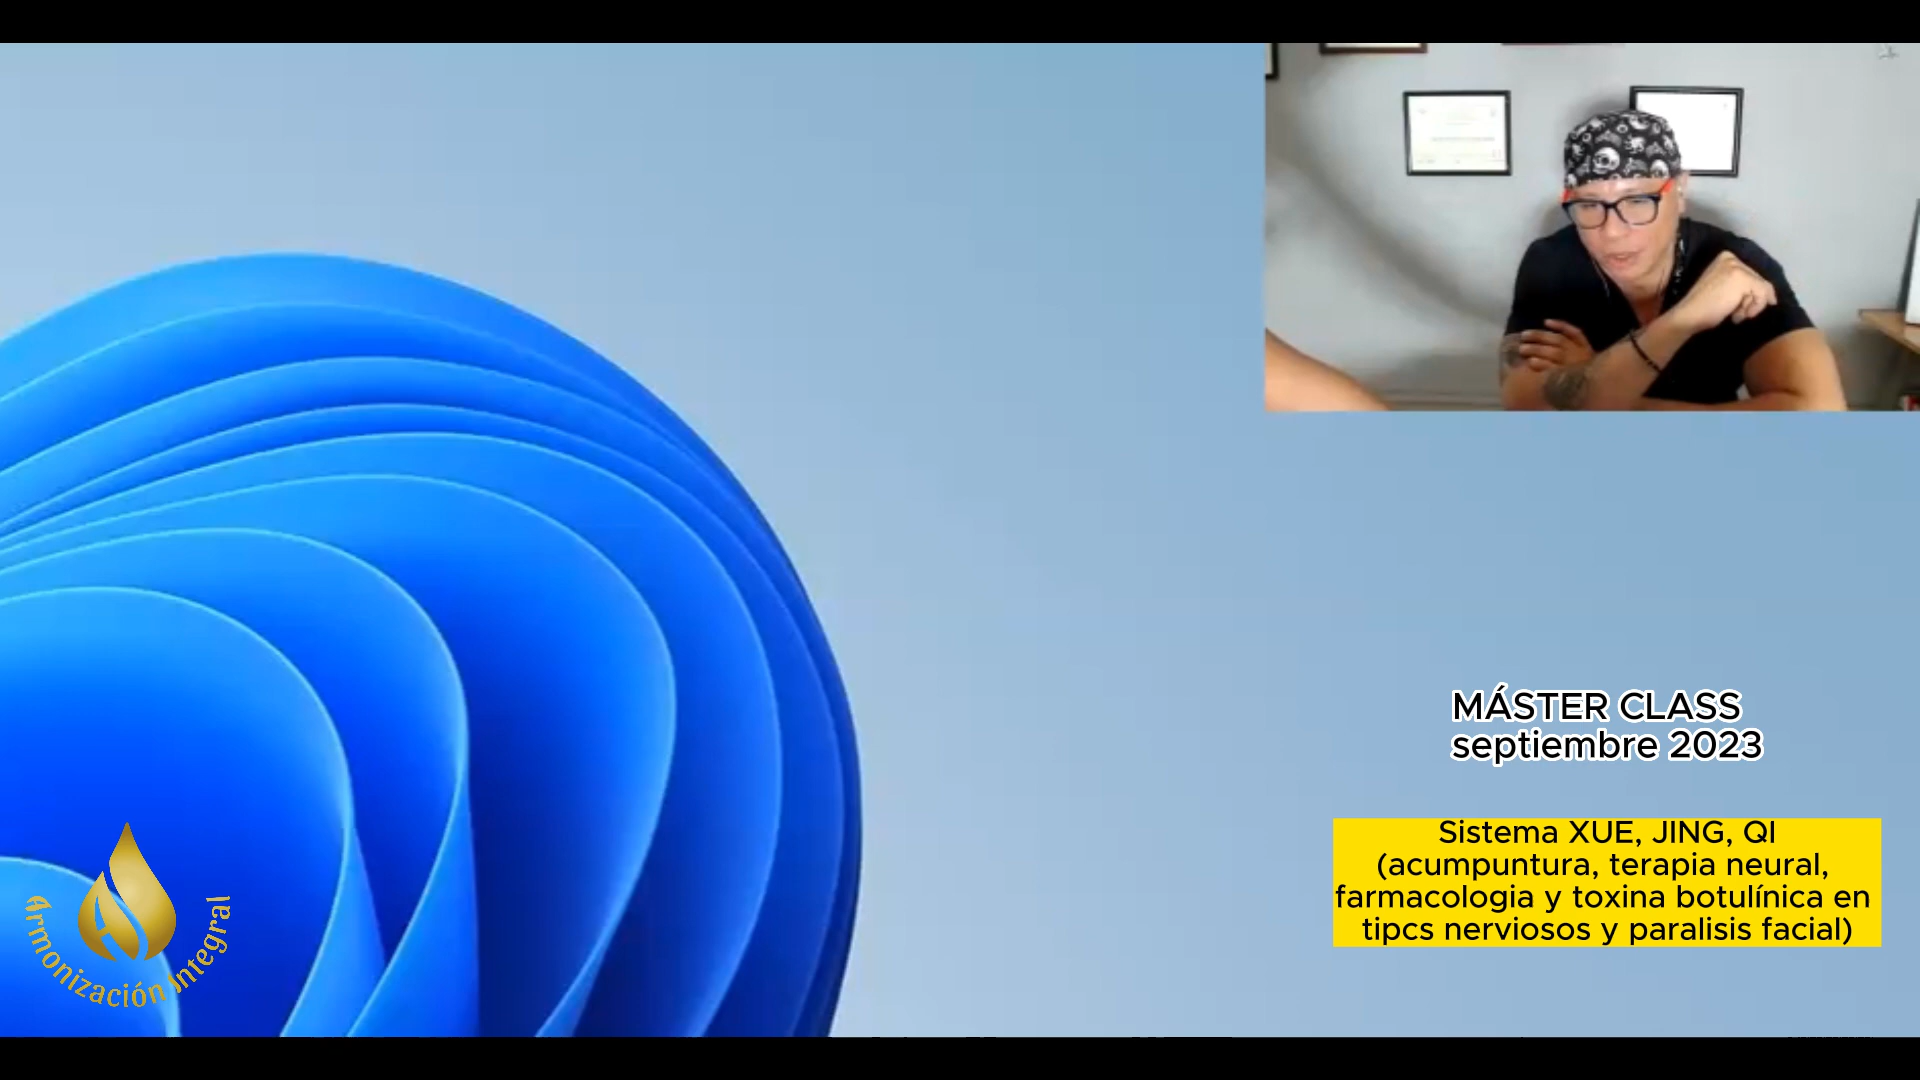 MÁSTER CLASS
septiembre 2023
Sistema XUE, JING, QI
(acumpuntura, terapia neural,
farmacologia y toxina botulínica en
tipcs nerviosos y paralisis facial)
Armonización Integral